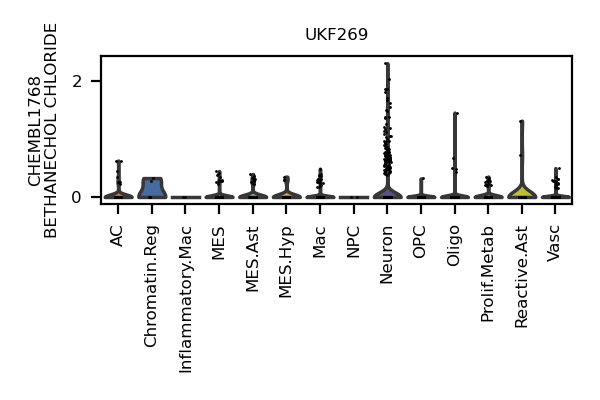 UKF269
CHEMBL1768
BETHANECHOL CHLORIDE
2
0
AC
Chromatin.Reg
Inflammatory.Mac
MES
MES.Ast
MES.Hyp
Mac
NPC
Neuron
OPC
Oligo
Prolif.Metab
Reactive.Ast
Vasc